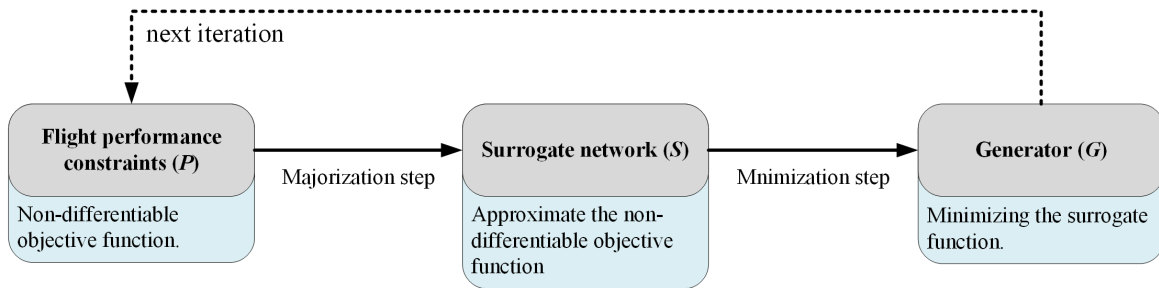 next iteration
Flight performance
constraints (P)
Majorization step
Surrogate network (S)
Mnimization step
Generator (G)
Non-differentiable
objective function.
Approximate the non-
differentiable objective
function
Minimizing the surrogate
function.